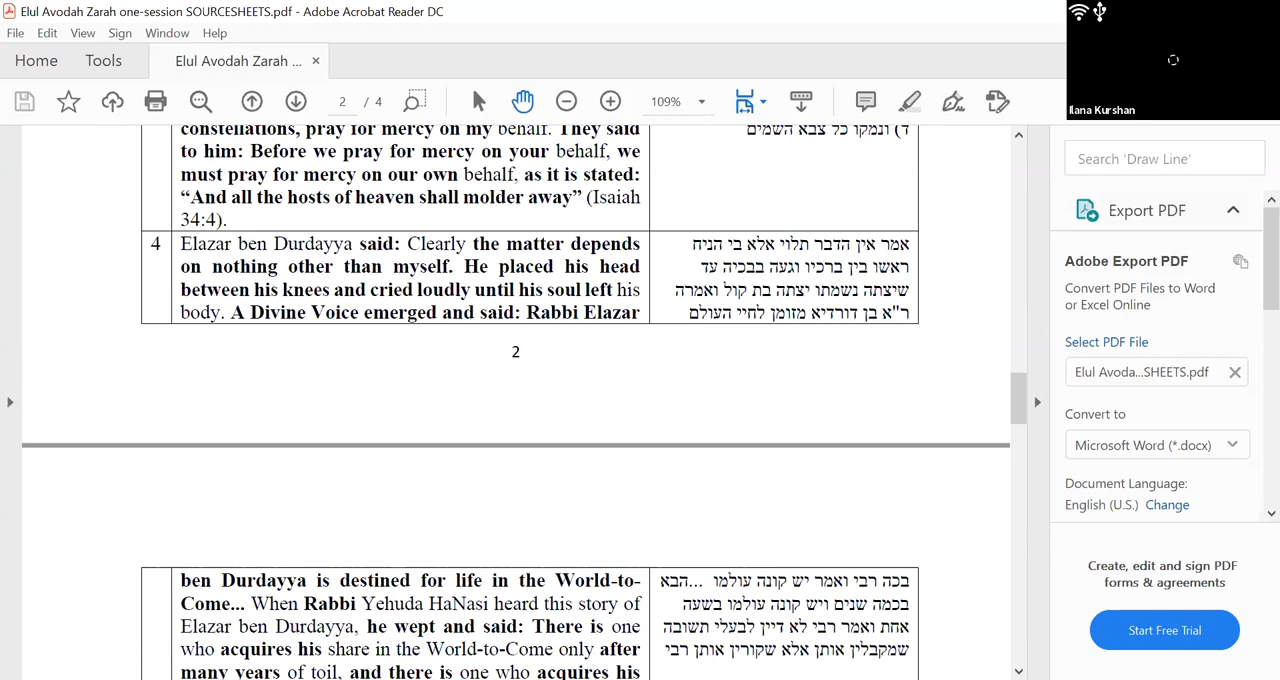 Elul Avodah Zarah one-session SOURCESHEETS.pdf - Adobe Acrobat Reader DC
File Edit View Sign Window Help
Home Tools Elul Avodah Zarah ... ×
2 / 4 109%
Ilana Kurshan
constellations, pray for mercy on my behalf. They said
to him: Before we pray for mercy on your behalf, we
must pray for mercy on our own behalf, as it is stated:
“And all the hosts of heaven shall molder away” (Isaiah
34:4).
ד) ונמקו כל צבא השמים
4
Elazar ben Durdayya said: Clearly the matter depends
on nothing other than myself. He placed his head
between his knees and cried loudly until his soul left his
body. A Divine Voice emerged and said: Rabbi Elazar
אמר אין הדבר תלוי אלא בי הניח
ראשו בין ברכיו וגעה בבכיה עד
שיצתה נשמתו יצתה בת קול ואמרה
ר"א בן דורדיא מזומן לחיי העולם
2
ben Durdayya is destined for life in the World-to-
Come... When Rabbi Yehuda HaNasi heard this story of
Elazar ben Durdayya, he wept and said: There is one
who acquires his share in the World-to-Come only after
many years of toil, and there is one who acquires his
הבא... בכה רבי ואמר יש קונה עולמו
בכמה שנים ויש קונה עולמו בשעה
אחת ואמר רבי לא דיין לבעלי תשובה
שמקבלין אותן אלא שקורין אותן רבי
Search 'Draw Line'
Export PDF
Adobe Export PDF
Convert PDF Files to Word
or Excel Online
Select PDF File
Elul Avoda...SHEETS.pdf
Convert to
Microsoft Word (*.docx)
Document Language:
English (U.S.) Change
Create, edit and sign PDF
forms & agreements
Start Free Trial